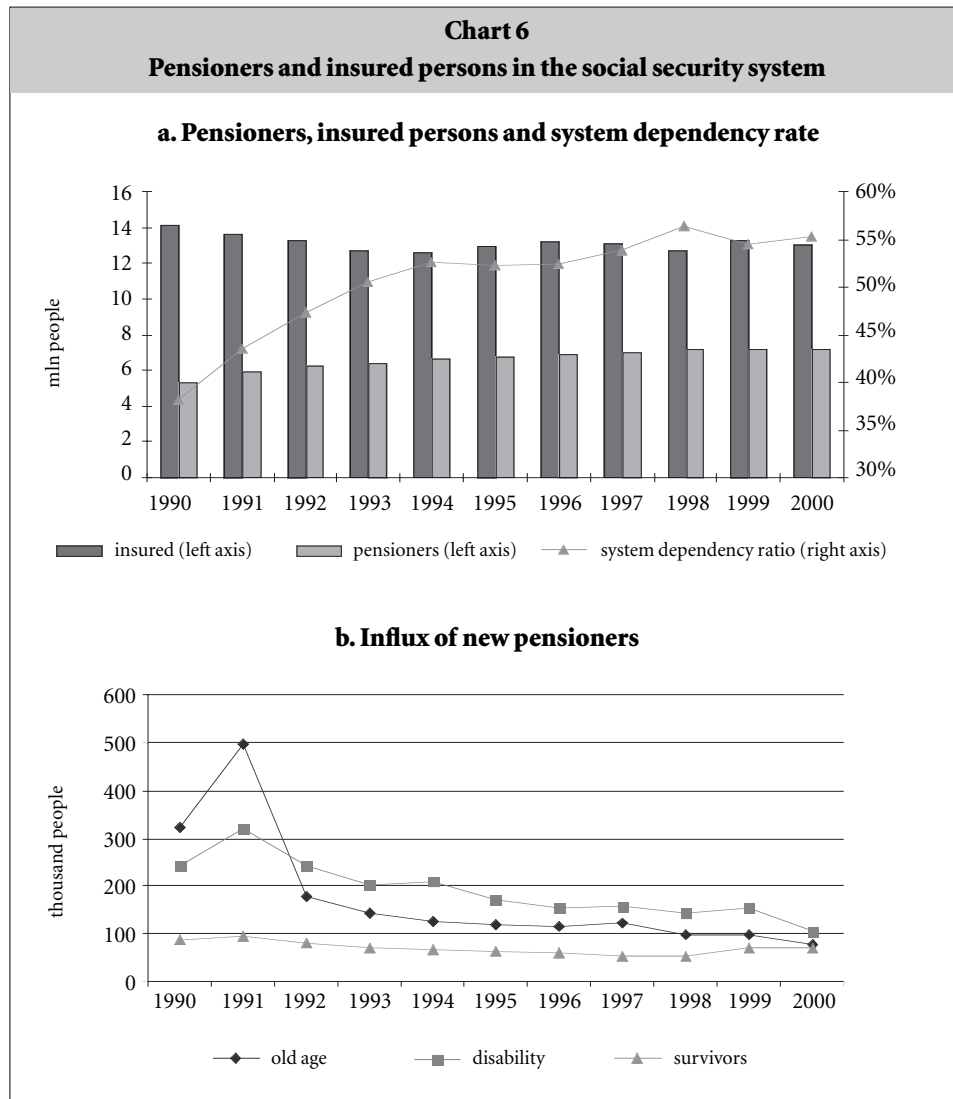 Chart 6
Pensioners and insured persons in the social security system
a. Pensioners, insured persons and system dependency rate
mln people
16
14
12
10
8
6
4
2
0
60%
55%
50%
45%
40%
35%
30%
1990 1991 1992 1993 1994 1995 1996 1997 1998 1999 2000
insured (left axis) pensioners (left axis) system dependency ratio (right axis)
b. Influx of new pensioners
thousand people
600
500
400
300
200
100
0
1990 1991 1992 1993 1994 1995 1996 1997 1998 1999 2000
old age disability survivors